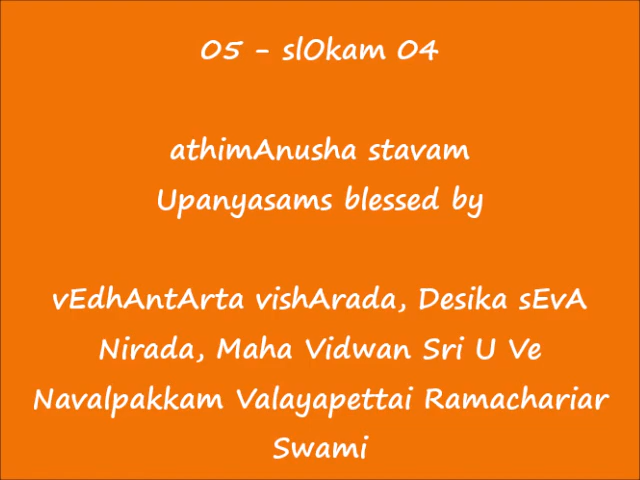 05 - slOkam 04
athimAnusha stavam
Upanyasams blessed by
vEdhAntArta vishArada, Desika sEvA
Nirada, Maha Vidwan Sri U Ve
Navalpakkam Valayapettai Ramachariar
Swami